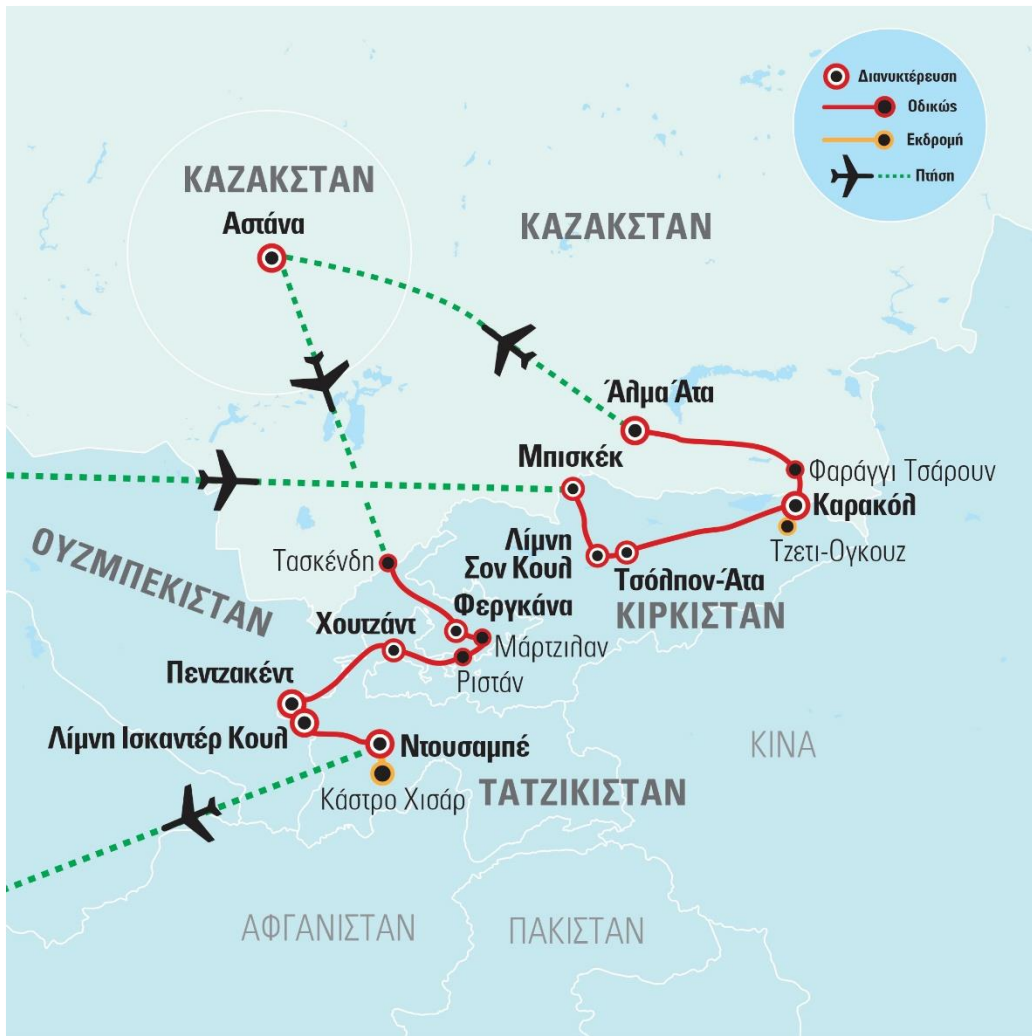 Διανυκτέρευση
Οδικώς
Εκδρομή
Πτήση
ΚΑΖΑΚΣΤΑΝ
Αστάνα
ΚΑΖΑΚΣΤΑΝ
Άλμα Άτα
Μπισκέκ
Φαράγγι Τσάρουν
Καρακόλ
Τζετι-Ογκουζ
Λίμνη
Σον Κουλ
Τσόλπον-Άτα
ΚΙΡΚΙΣΤΑΝ
ΟΥΖΜΠΕΚΙΣΤΑΝ
Τασκένδη
Φεργκάνα
Χουτζάντ
Μάρτζιλαν
Ριστάν
Πεντζακέντ
Λίμνη Ισκαντέρ Κουλ
Ντουσαμπέ
Κάστρο Χισάρ
ΤΑΤΖΙΚΙΣΤΑΝ
ΚΙΝΑ
ΑΦΓΑΝΙΣΤΑΝ
ΠΑΚΙΣΤΑΝ